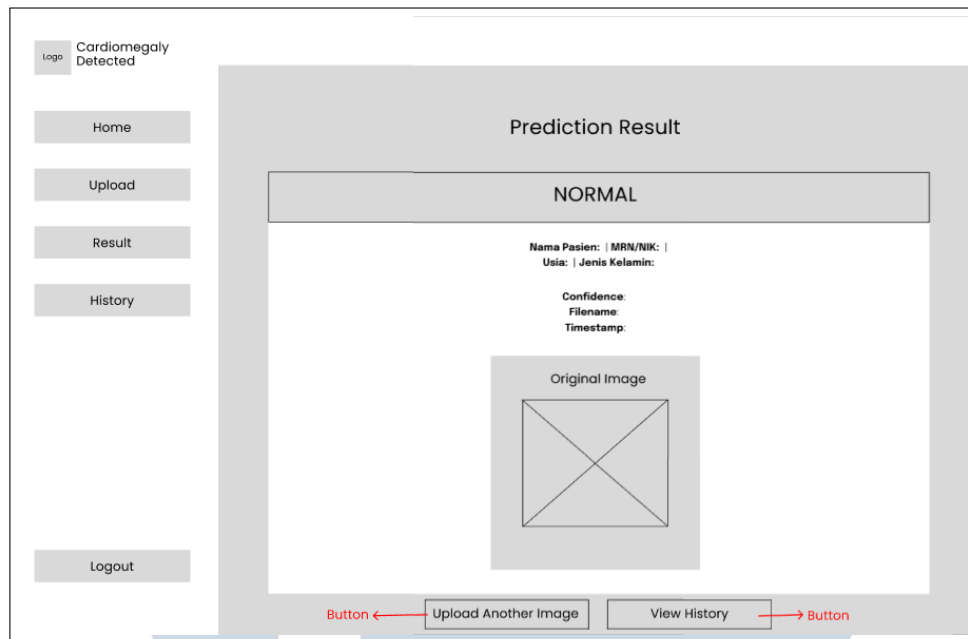 Logo
Cardiomegaly
Detected
Home
Upload
Result
History
Logout
Prediction Result
NORMAL
Nama Pasien: | MRN/NIK: |
Usia: | Jenis Kelamin:
Confidence:
Filename:
Timestamp:
Original Image
Button
Upload Another Image
View History
Button